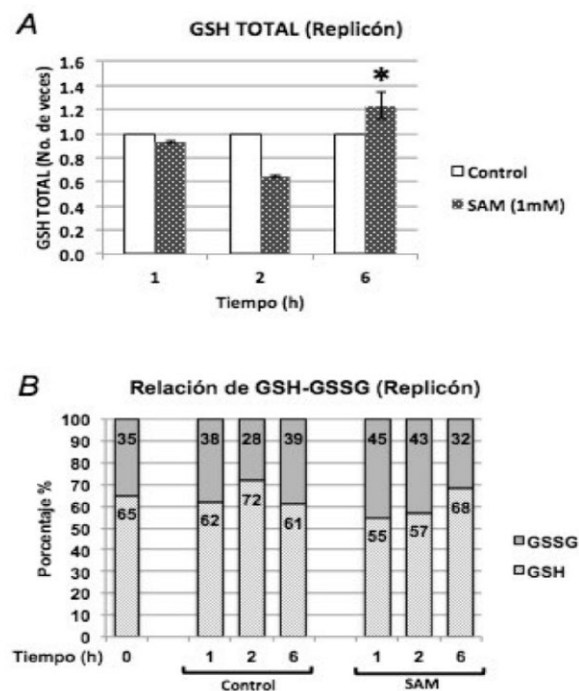 A
GSH TOTAL (Replicón)
GSH TOTAL (No. de veces)
1.6
1.4
1.2
1.0
0.8
0.6
0.4
0.2
0.0
*
1 2 6
Tiempo (h)
Control
SAM (1mM)
B
Relación de GSH-GSSG (Replicón)
Porcentaje %
100
90
80
70
60
50
40
30
20
10
0
35 38 28 39 45 43 32
65 62 72 61 55 57 68
GSSG
GSH
Tiempo (h) 0 1 2 6 1 2 6
Control SAM